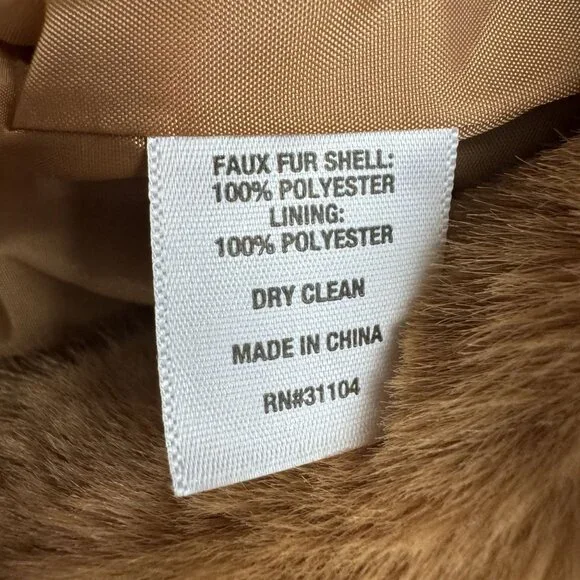 FAUX FUR SHELL:
100% POLYESTER
LINING:
100% POLYESTER
DRY CLEAN
MADE IN CHINA
RN#31104